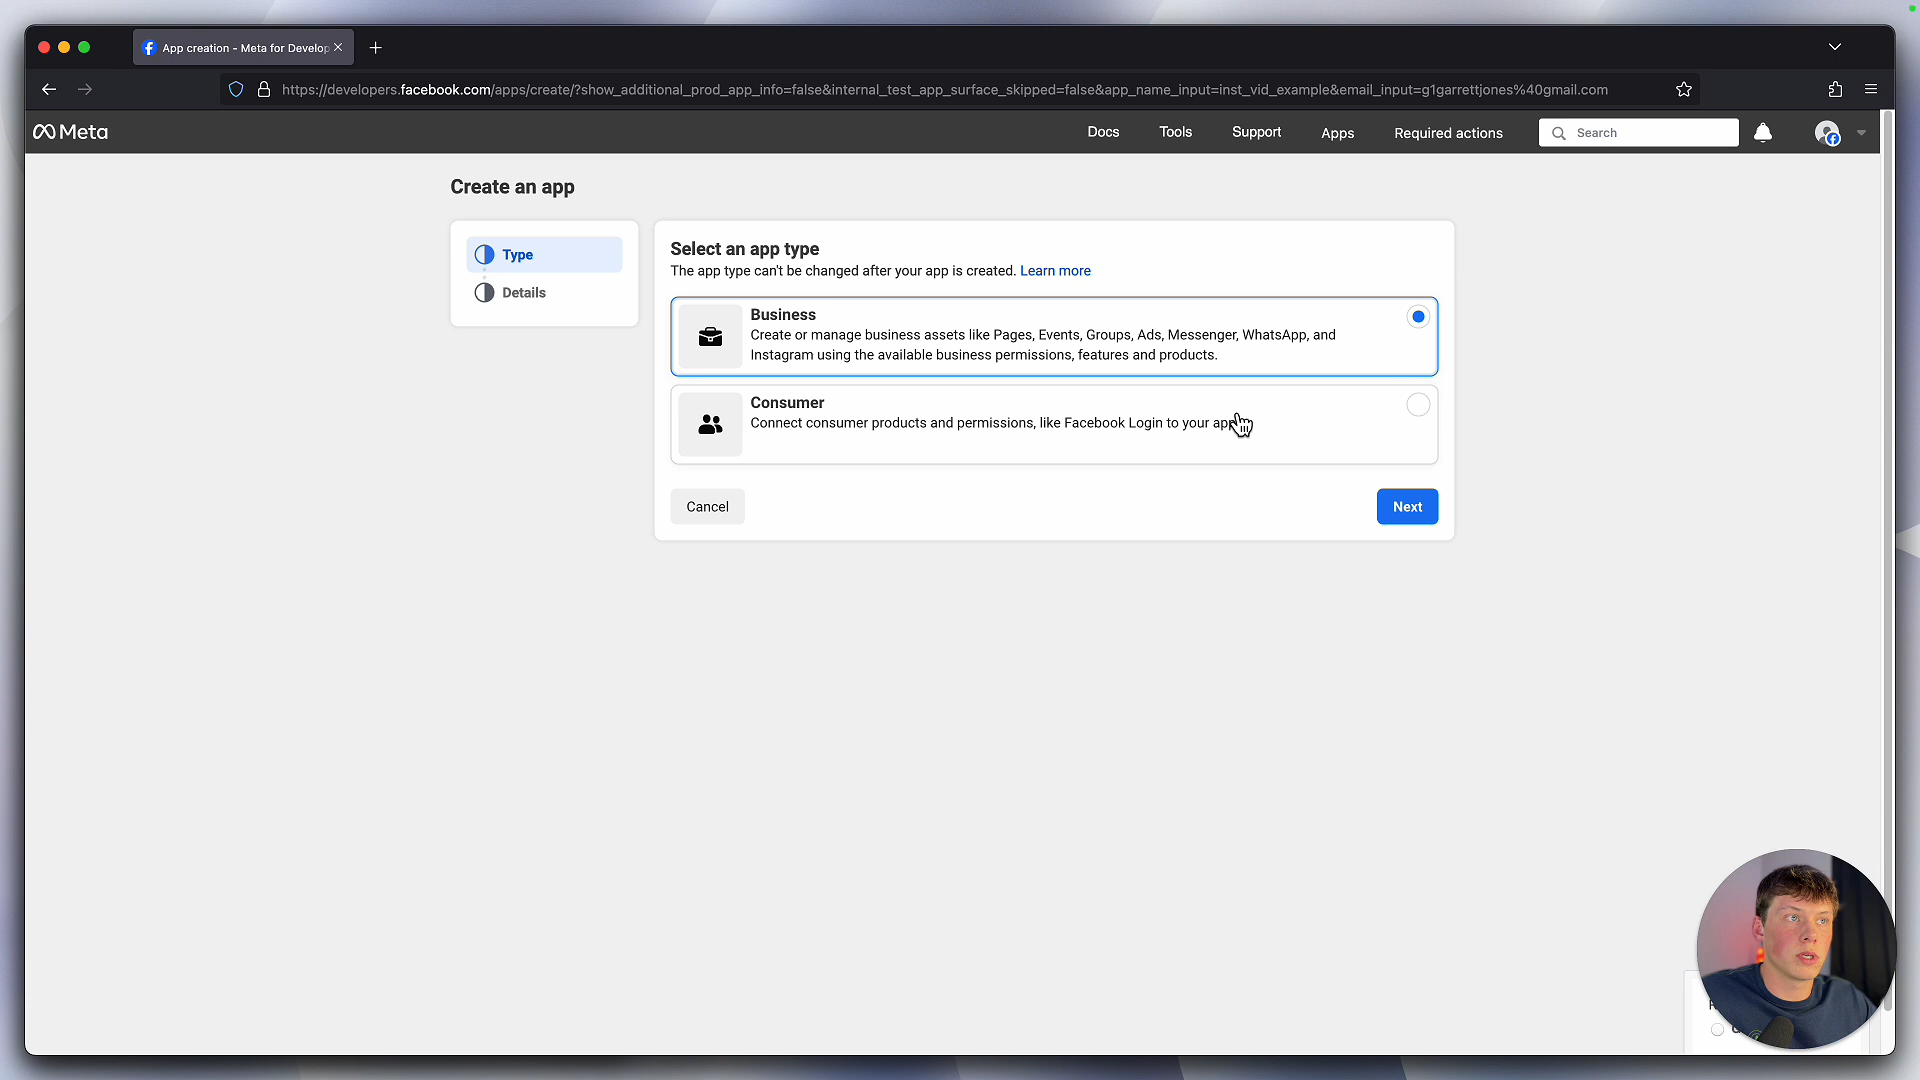 App creation - Meta for Develop
https://developers.facebook.com/apps/create/?show_additional_prod_app_info=false&internal_test_app_surface_skipped=false&app_name_input=inst_vid_example&email_input=g1garrettjones%40gmail.com
Meta
Docs
Tools
Support
Apps
Required actions
Search
Create an app
Type
Details
Select an app type
The app type can't be changed after your app is created. Learn more
Business
Create or manage business assets like Pages, Events, Groups, Ads, Messenger, WhatsApp, and
Instagram using the available business permissions, features and products.
Consumer
Connect consumer products and permissions, like Facebook Login to your app
Cancel
Next